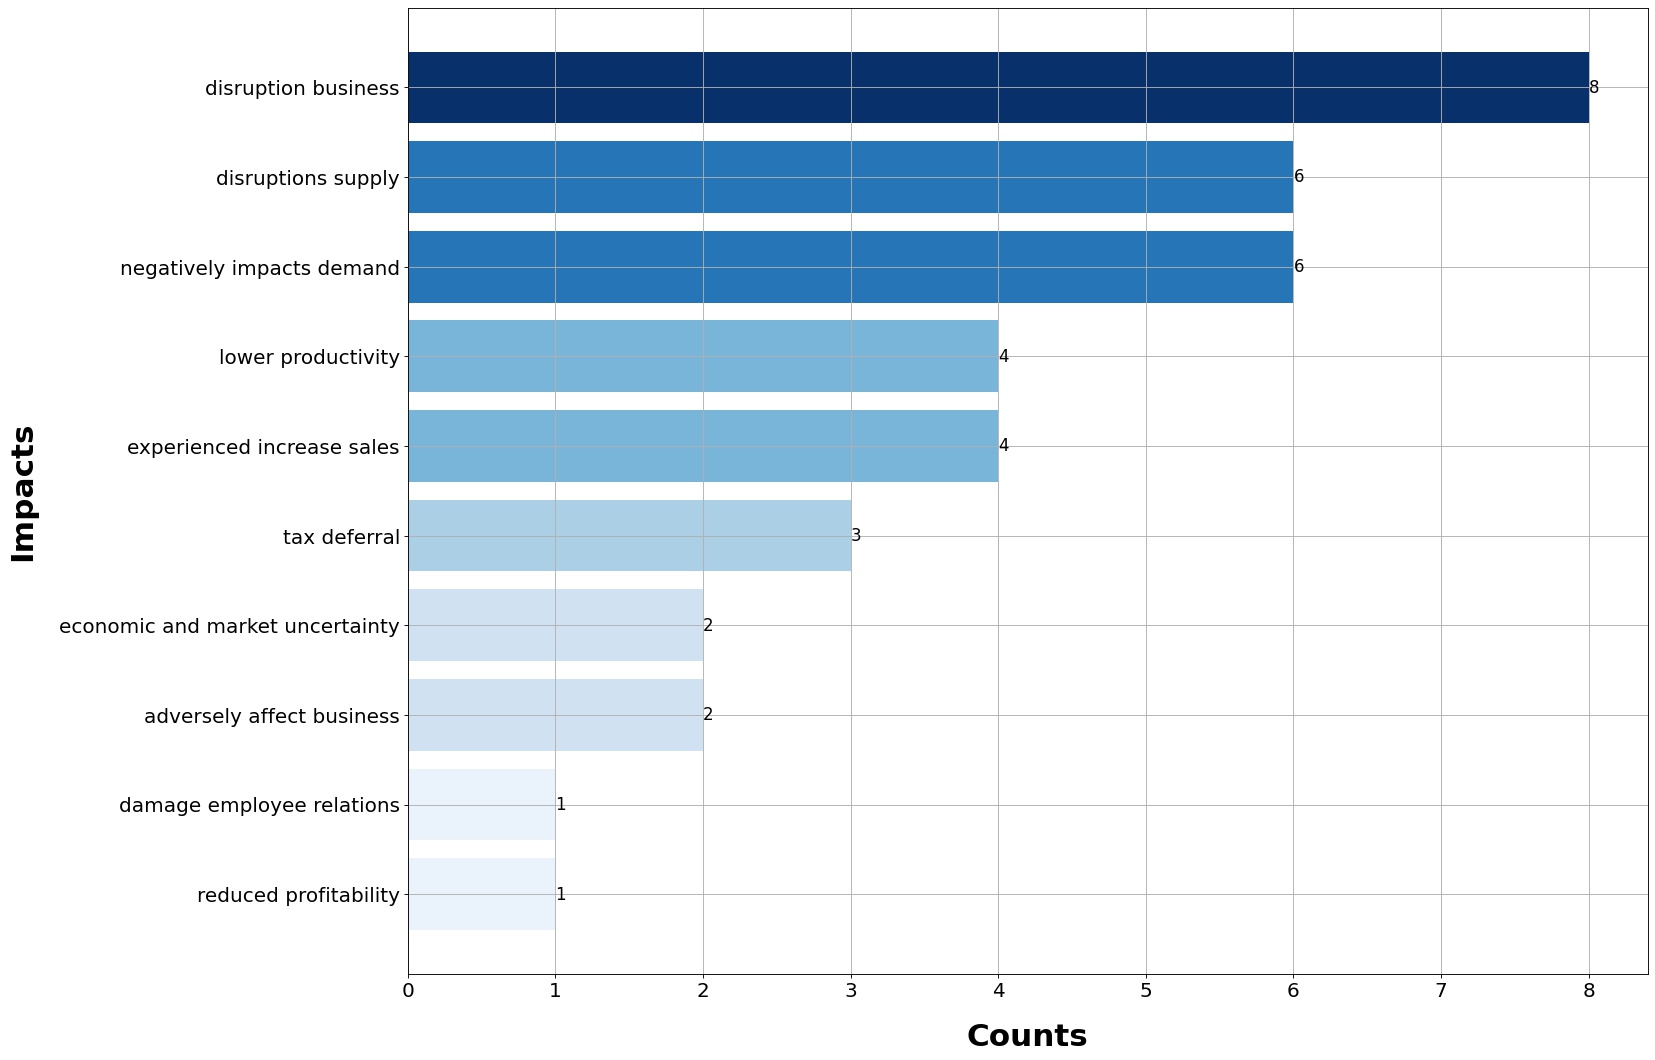 disruption business
8
disruptions supply
6
negatively impacts demand
6
lower productivity
4
experienced increase sales
4
tax deferral
3
economic and market uncertainty
2
adversely affect business
2
damage employee relations
1
reduced profitability
1
Impacts
0 1 2 3 4 5 6 7 8
Counts